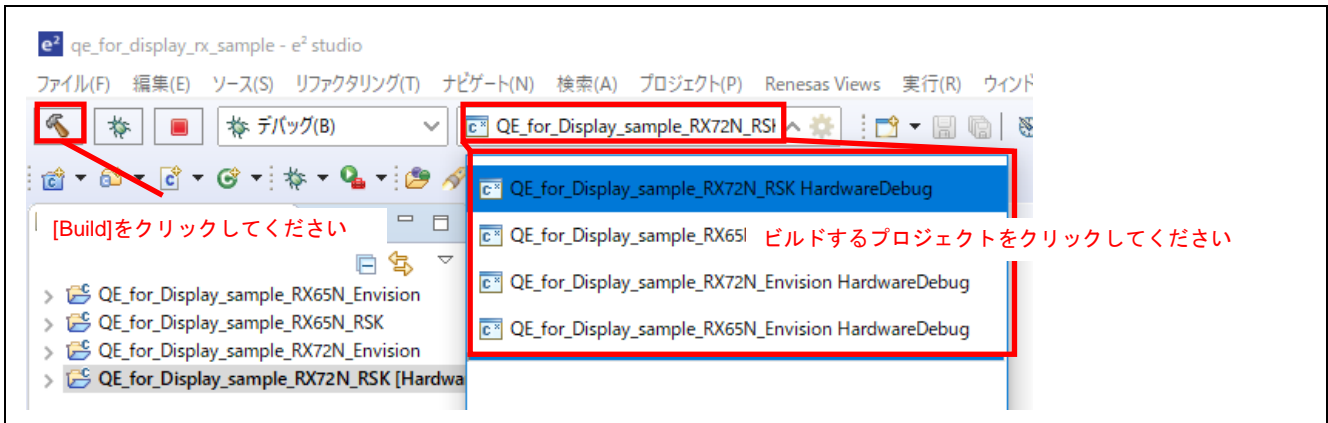 e² qe_for_display_rx_sample - e² studio
ファイル(F) 編集(E) ソース(S) リファクタリング(T) ナビゲート(N) 検索(A) プロジェクト(P) Renesas Views 実行(R) ウィンド
デバッグ(B) QE_for_Display_sample_RX72N_RSK
QE_for_Display_sample_RX72N_RSK HardwareDebug
[Build]をクリックしてください
QE_for_Display_sample_RX65 ビルドするプロジェクトをクリックしてください
QE_for_Display_sample_RX72N_Envision HardwareDebug
QE_for_Display_sample_RX65N_Envision HardwareDebug
QE_for_Display_sample_RX65N_Envision
QE_for_Display_sample_RX65N_RSK
QE_for_Display_sample_RX72N_Envision
QE_for_Display_sample_RX72N_RSK [Hardwa